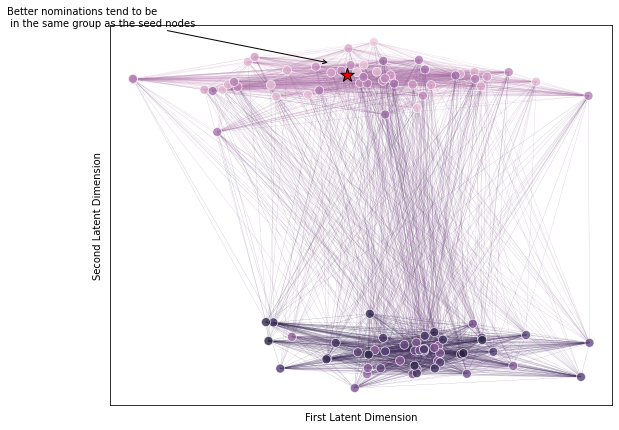 Better nominations tend to be
in the same group as the seed nodes
Second Latent Dimension
First Latent Dimension